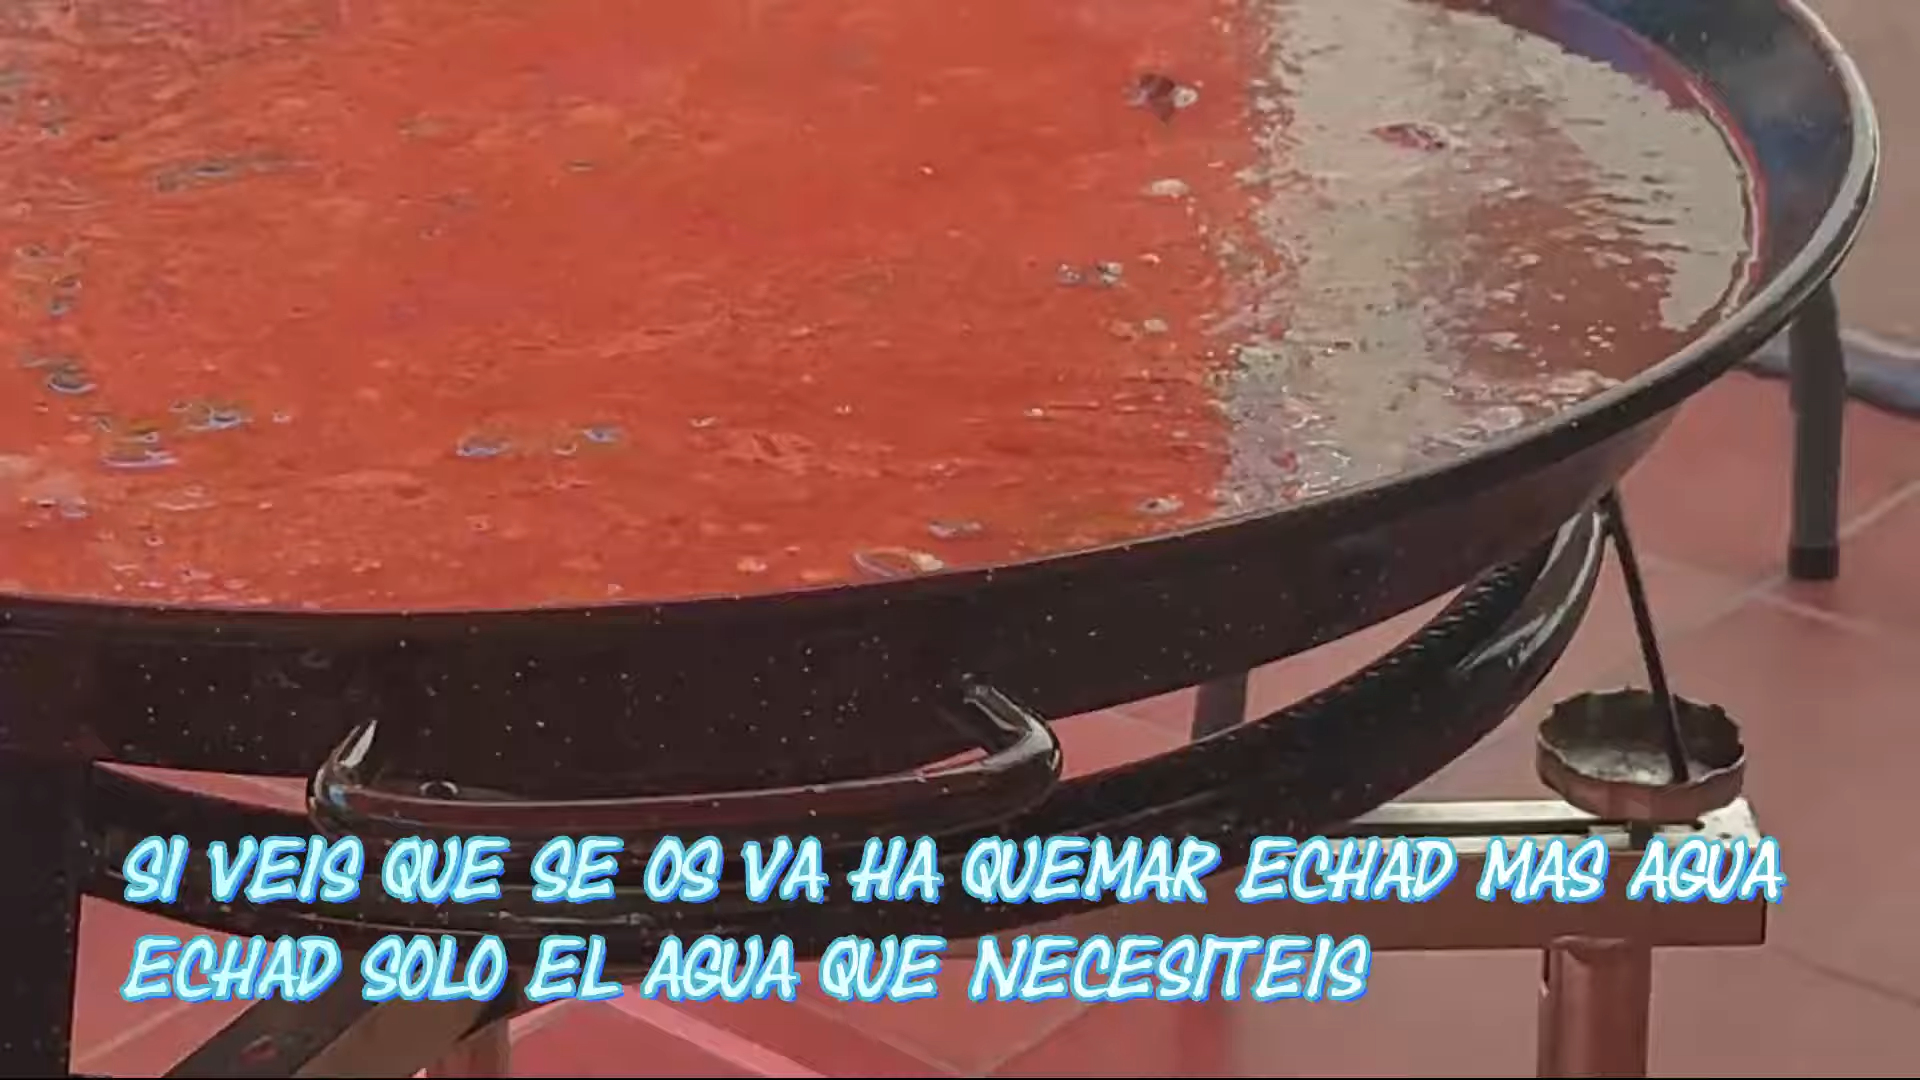 SI VEIS QUE SE OS VA HA QUEMAR ECHAD MAS AGUA
ECHAD SOLO EL AGUA QUE NECESITEIS